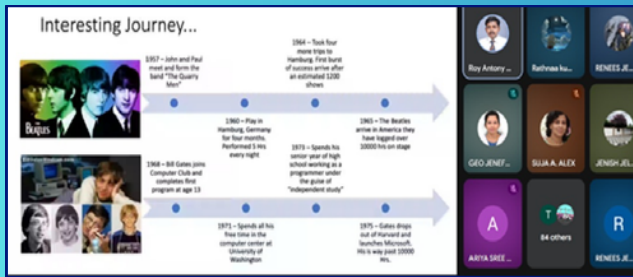 Interesting Journey...
1957 – John and Paul
meet and form the
band "The Quarry
Men"
1964 – Took four
more trips to
Hamburg. First burst
of success arrive after
an estimated 1200
shows
THE
BEATLES
1960 – Play in
Hamburg, Germany
for four months.
Performed 5 Hrs
every night
1965 – The Beatles
arrive in America they
have logged over
10000 hrs on stage
1968 – Bill Gates joins
Computer Club and
completes first
program at age 13
1973 – Spends his
senior year of high
school working as a
programmer under
the guise of
"independent study"
1971 – Spends all his
free time in the
computer center at
University of
Washington
1975 – Gates drops
out of Harvard and
launches Microsoft.
His is way past 10000
Hrs.
Roy Antony ...
Rathnaa ku...
RENEES JE...
GEO JENEF...
SUJA A. ALEX
JENISH JEL...
A
ARIYA SREE ...
T
84 others
R
RENEES JE...